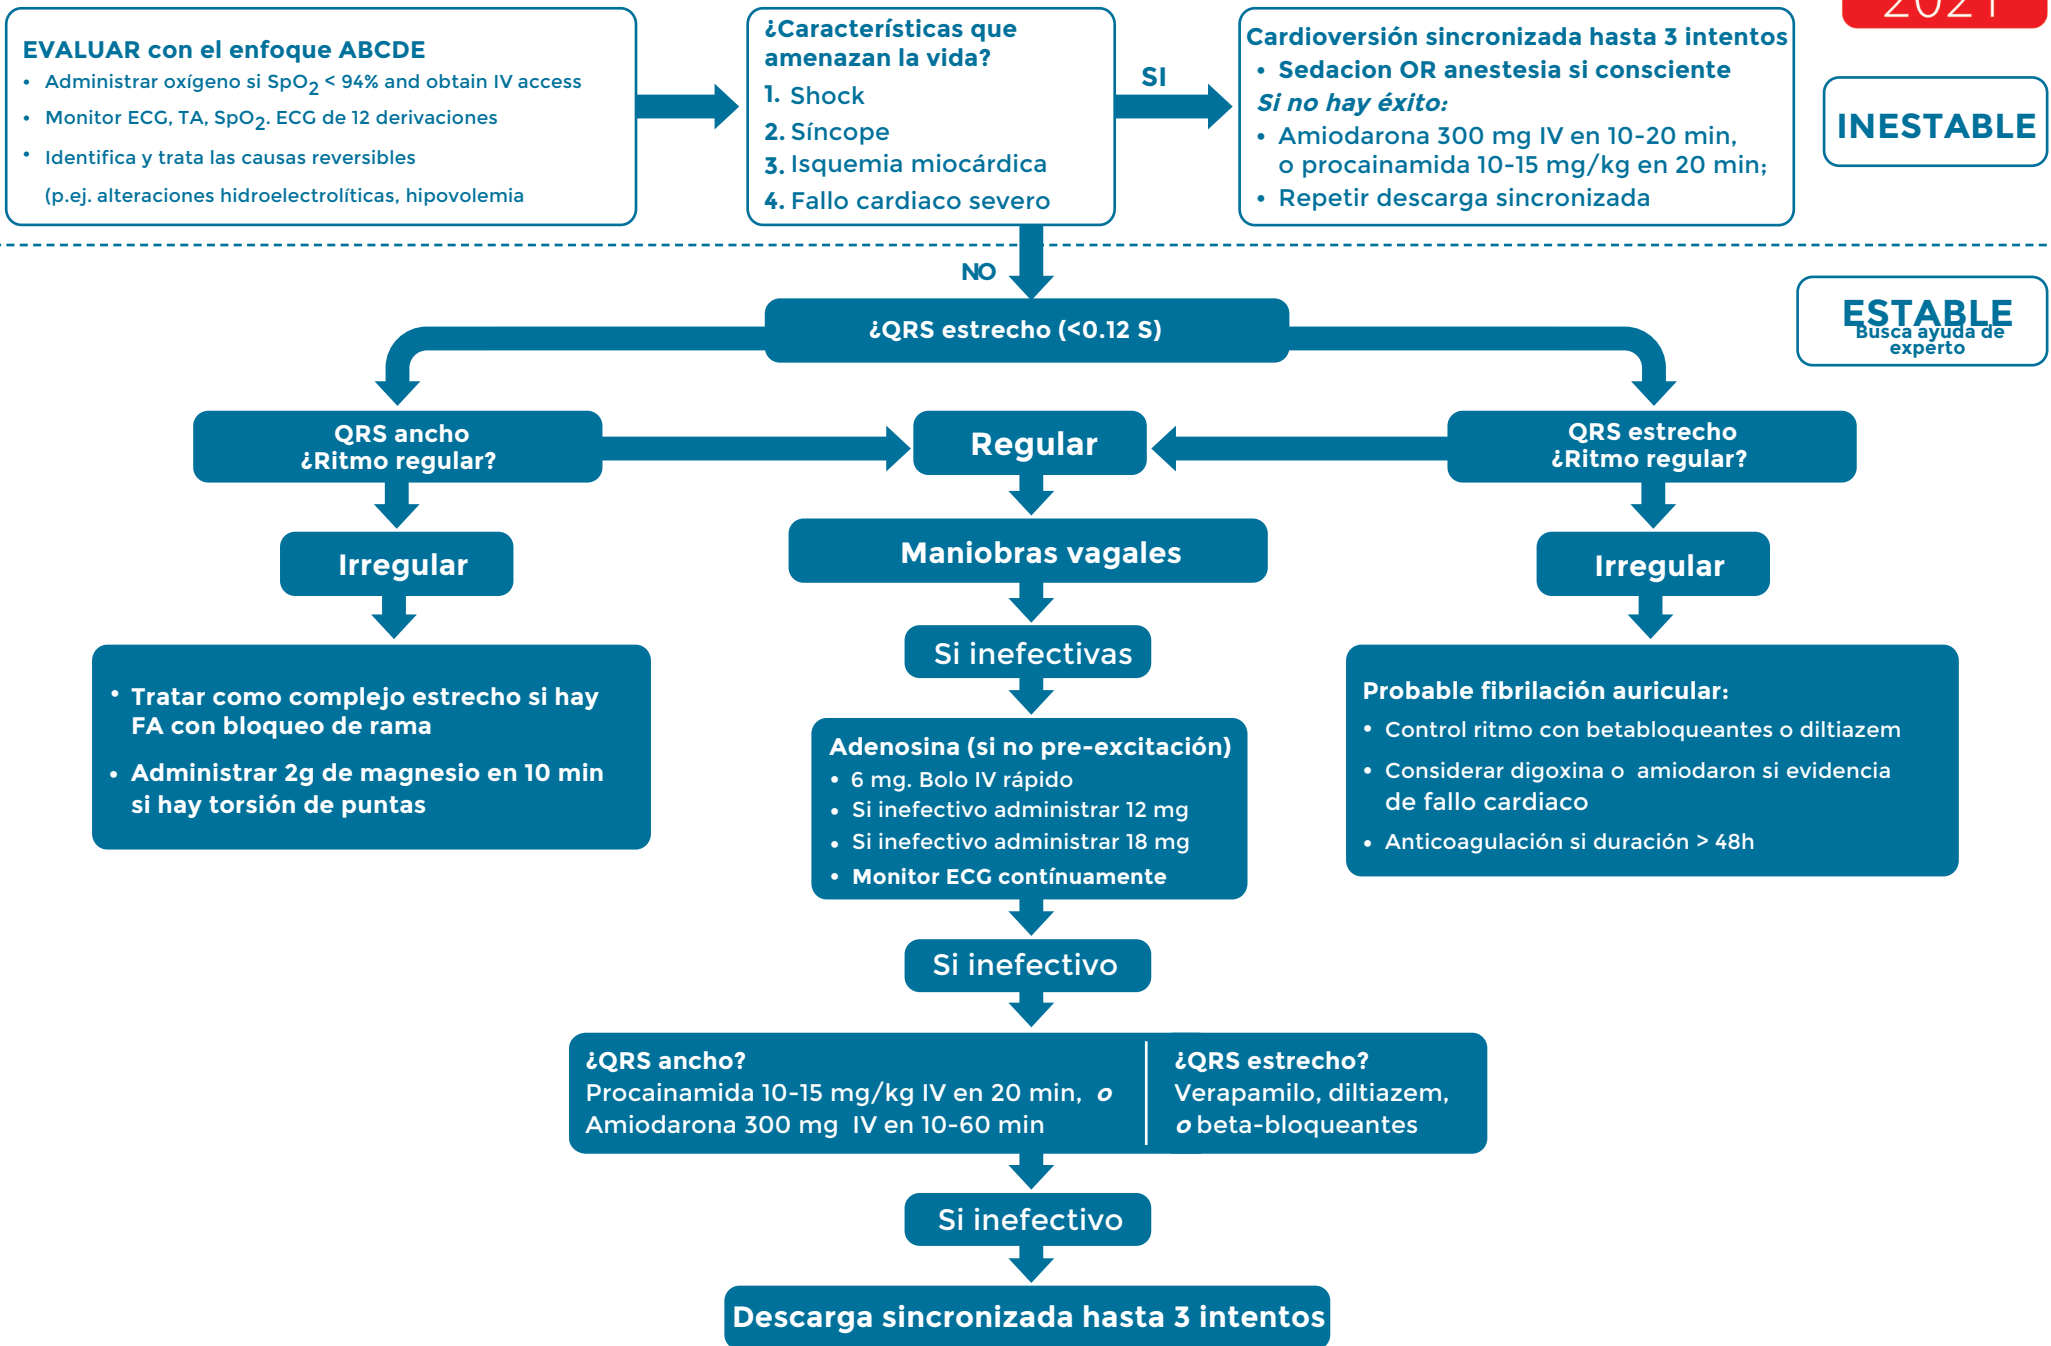 2021
EVALUAR con el enfoque ABCDE
• Administrar oxígeno si SpO2 < 94% and obtain IV access
• Monitor ECG, TA, SpO2. ECG de 12 derivaciones
• Identifica y trata las causas reversibles
(p.ej. alteraciones hidroelectrolíticas, hipovolemia
¿Características que
amenazan la vida?
1. Shock
2. Síncope
3. Isquemia miocárdica
4. Fallo cardiaco severo
SI
Cardioversión sincronizada hasta 3 intentos
• Sedacion OR anestesia si consciente
Si no hay éxito:
• Amiodarona 300 mg IV en 10-20 min,
o procainamida 10-15 mg/kg en 20 min;
• Repetir descarga sincronizada
INESTABLE
NO
ESTABLE
Busca ayuda de
experto
¿QRS estrecho (<0.12 S)
QRS ancho
¿Ritmo regular?
Regular
QRS estrecho
¿Ritmo regular?
Irregular
Maniobras vagales
Irregular
Si inefectivas
• Tratar como complejo estrecho si hay
FA con bloqueo de rama
• Administrar 2g de magnesio en 10 min
si hay torsión de puntas
Adenosina (si no pre-excitación)
• 6 mg. Bolo IV rápido
• Si inefectivo administrar 12 mg
• Si inefectivo administrar 18 mg
• Monitor ECG contínuamente
Probable fibrilación auricular:
• Control ritmo con betabloqueantes o diltiazem
• Considerar digoxina o amiodaron si evidencia
de fallo cardiaco
• Anticoagulación si duración > 48h
Si inefectivo
¿QRS ancho?
Procainamida 10-15 mg/kg IV en 20 min, o
Amiodarona 300 mg IV en 10-60 min
¿QRS estrecho?
Verapamilo, diltiazem,
o beta-bloqueantes
Si inefectivo
Descarga sincronizada hasta 3 intentos